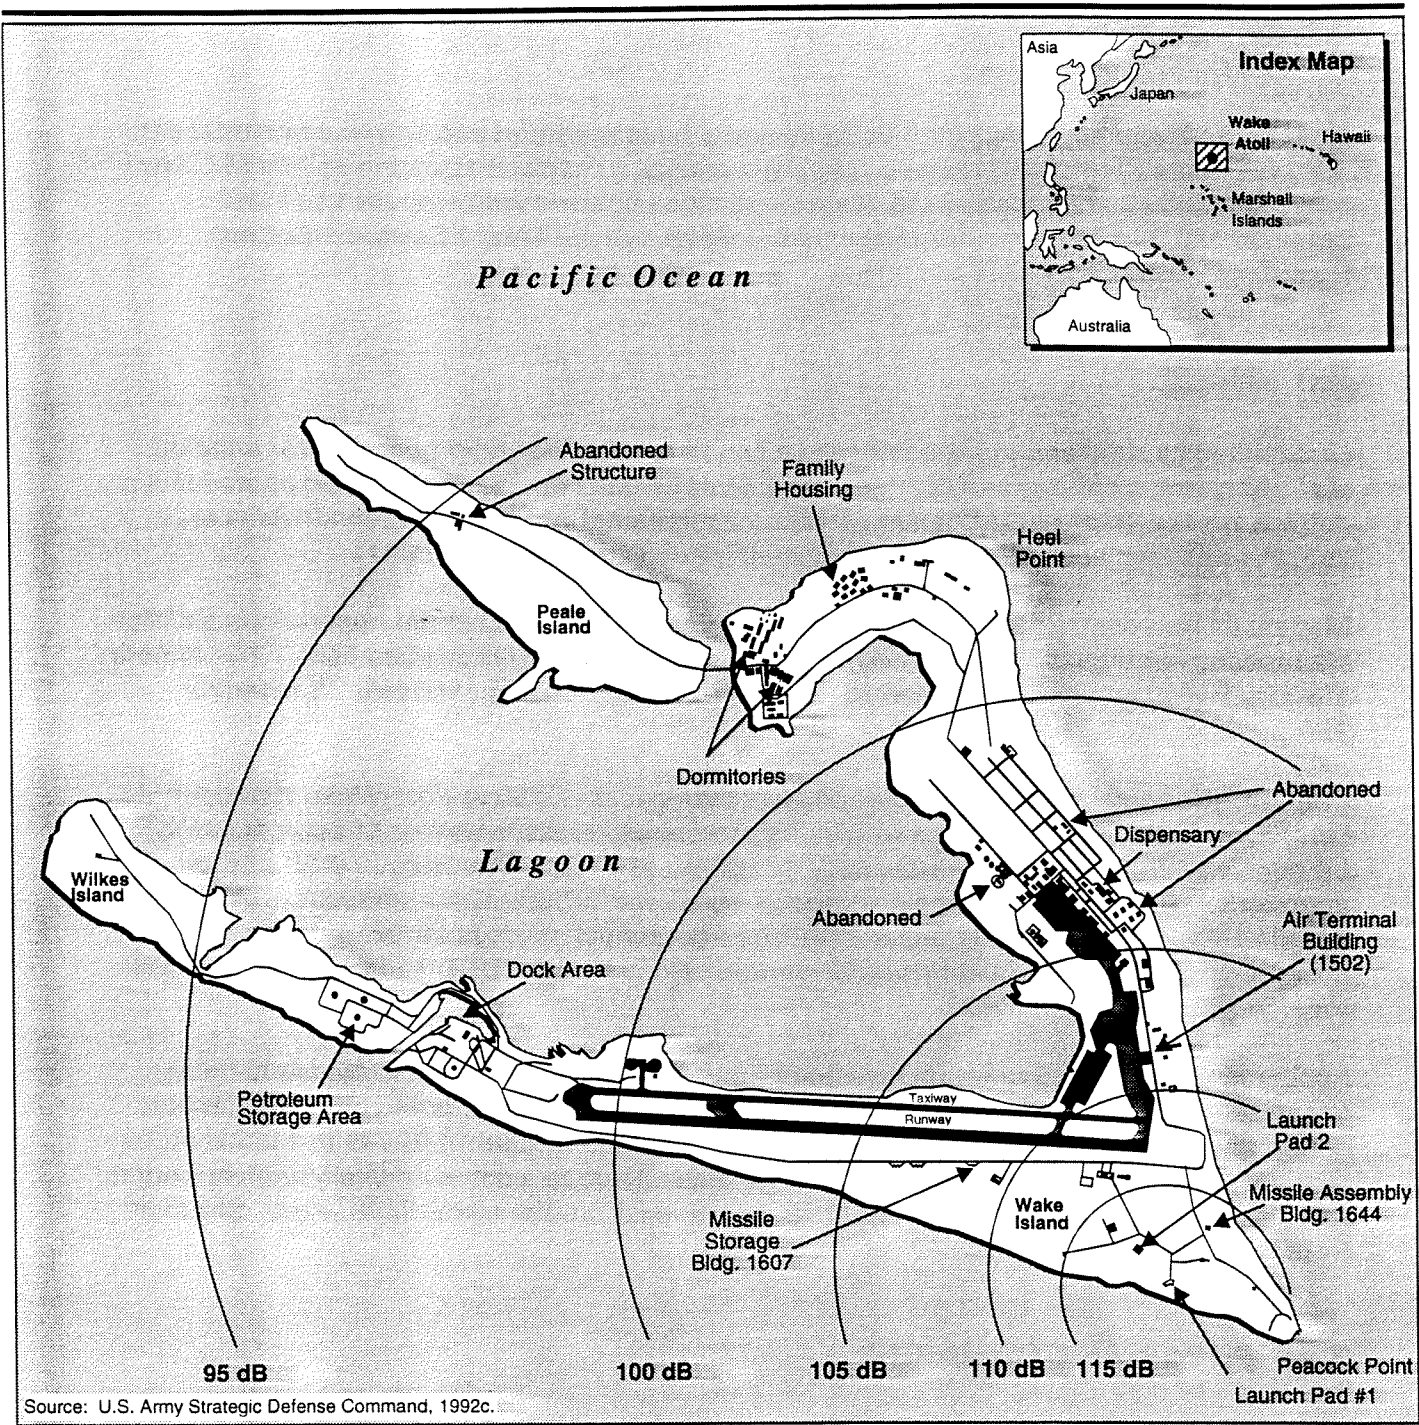 Asia
Index Map
Japan
Wake
Atoll
Hawaii
Marshall
Islands
Australia
Pacific Ocean
Abandoned
Structure
Family
Housing
Heel
Point
Peale
Island
Dormitories
Abandoned
Dispensary
Lagoon
Wilkes
Island
Abandoned
Air Terminal
Building
(1502)
Dock Area
Petroleum
Storage Area
Taxiway
Runway
Launch
Pad 2
Missile Assembly
Bldg. 1644
Wake
Island
Missile
Storage
Bldg. 1607
95 dB
100 dB
105 dB
110 dB
115 dB
Peacock Point
Launch Pad #1
Source: U.S. Army Strategic Defense Command, 1992c.